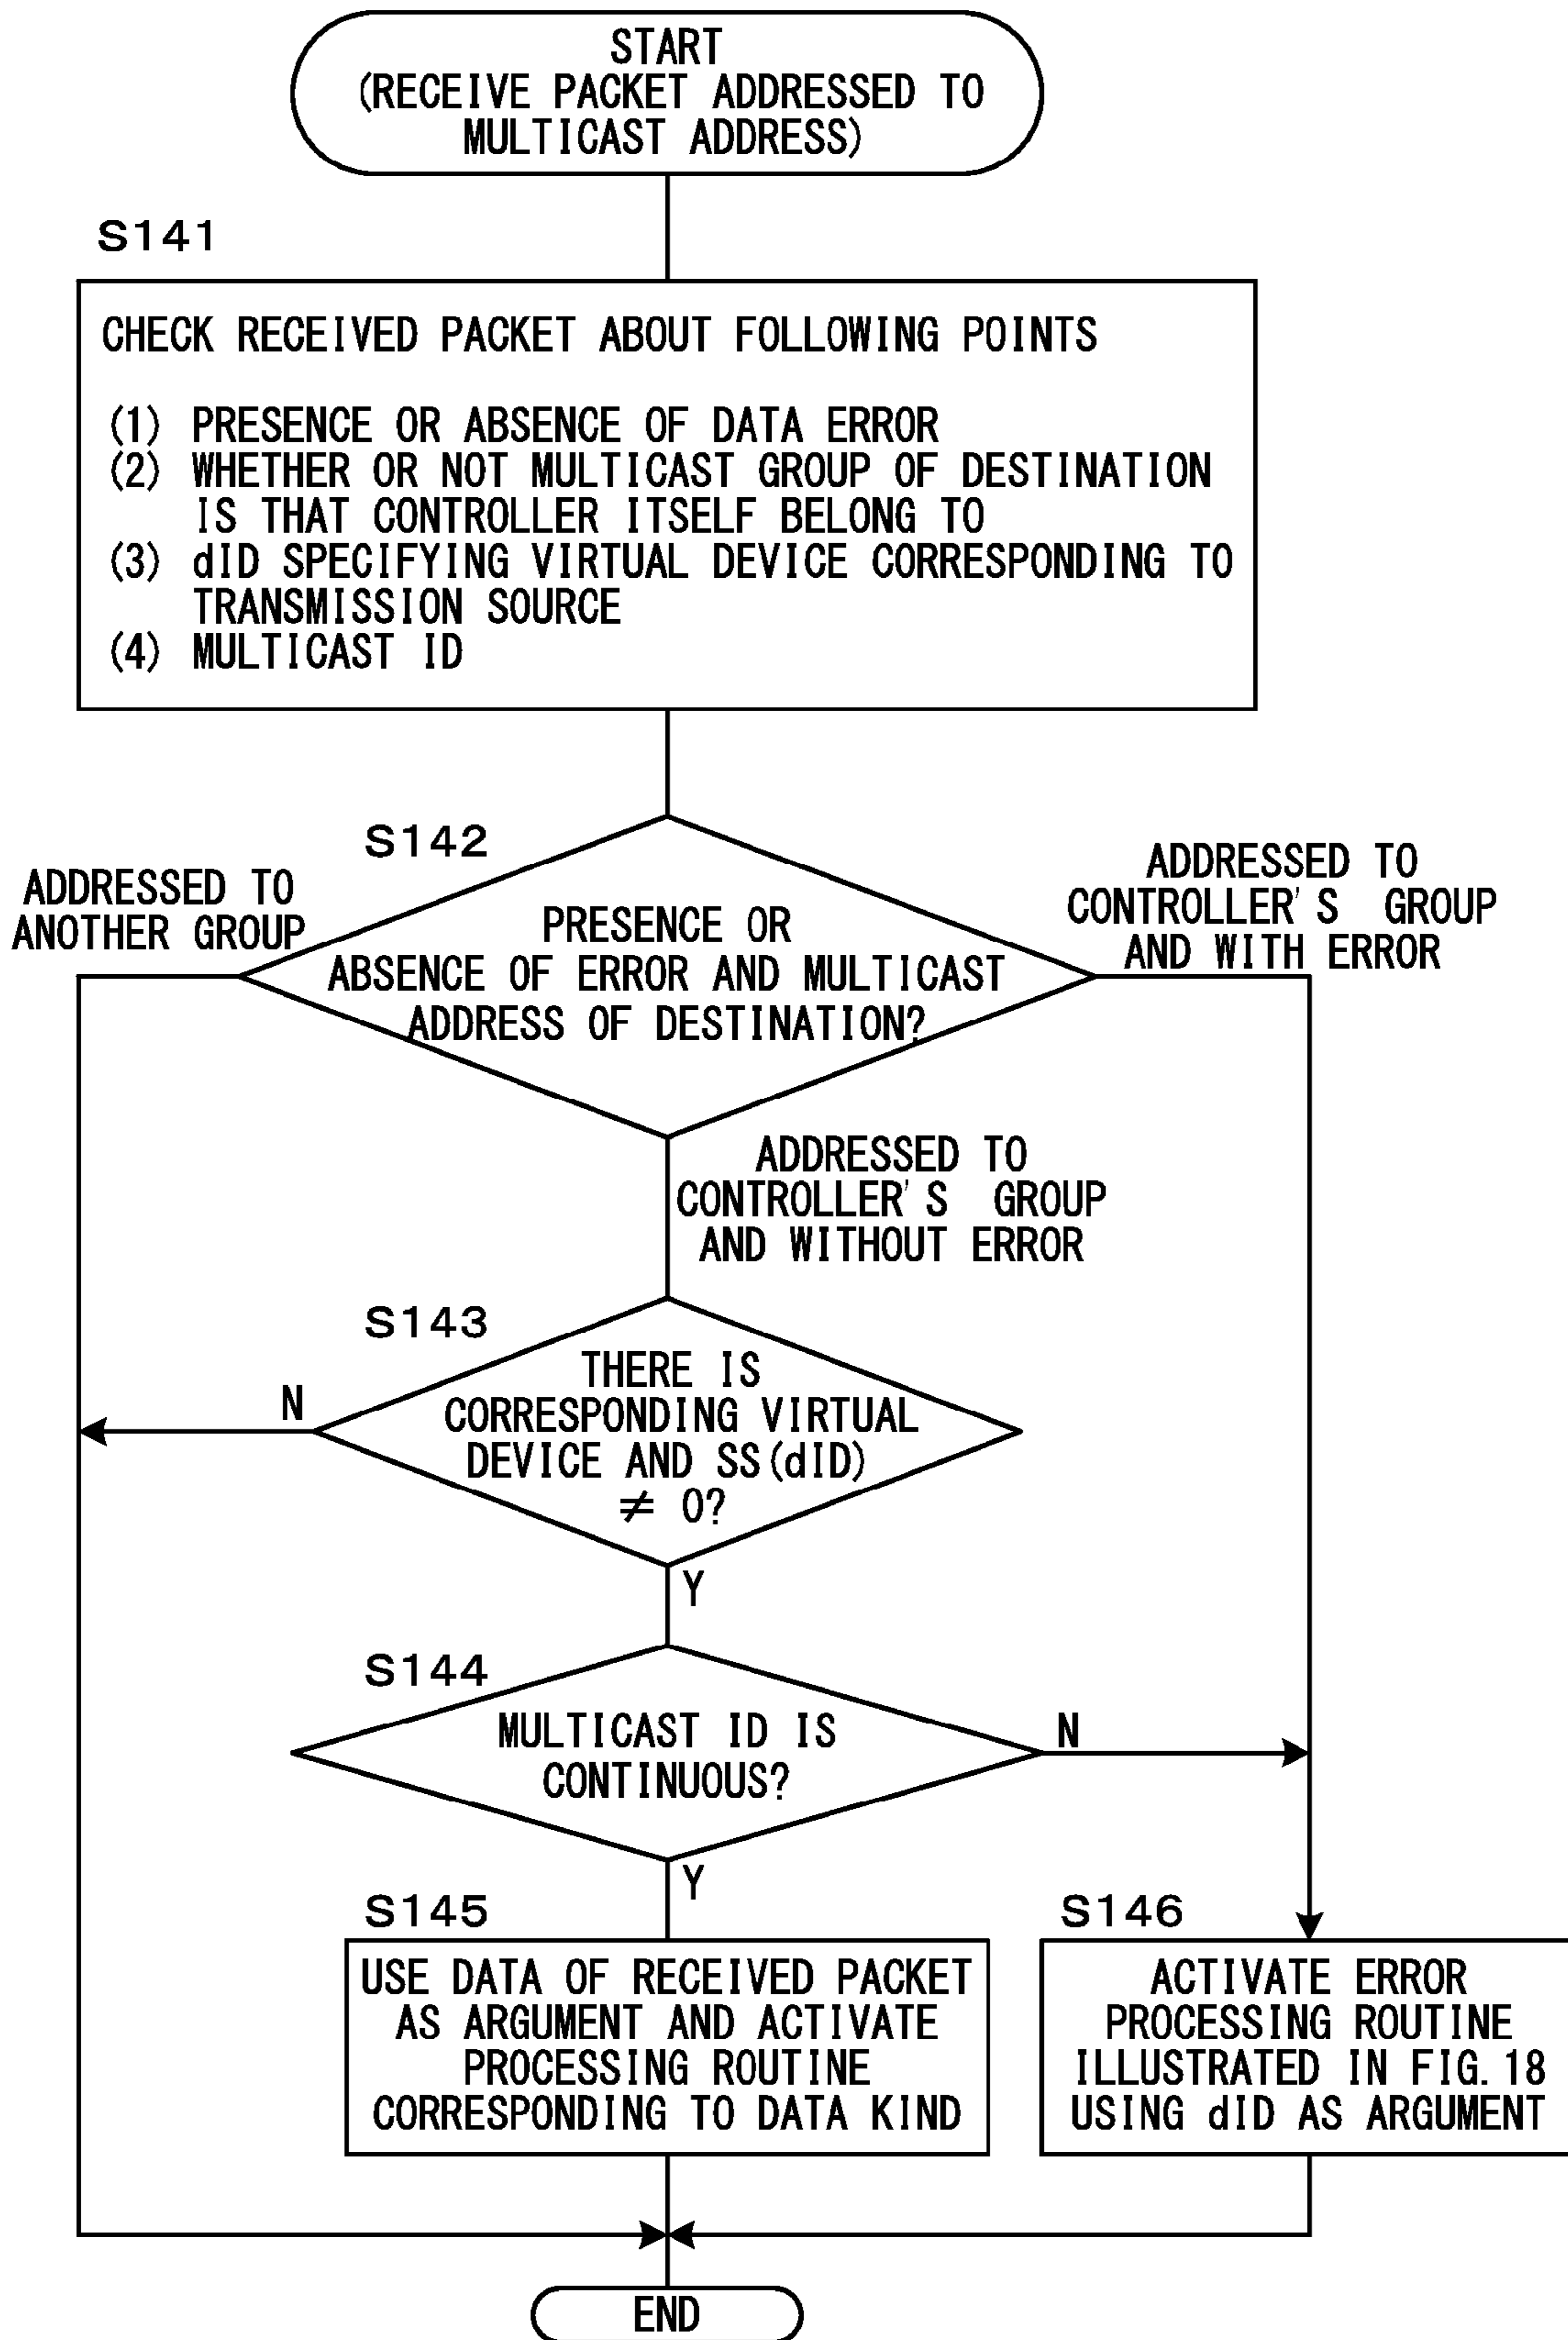 START
(RECEIVE PACKET ADDRESSED TO
MULTICAST ADDRESS)
S141
CHECK RECEIVED PACKET ABOUT FOLLOWING POINTS
(1) PRESENCE OR ABSENCE OF DATA ERROR
(2) WHETHER OR NOT MULTICAST GROUP OF DESTINATION
IS THAT CONTROLLER ITSELF BELONG TO
(3) dID SPECIFYING VIRTUAL DEVICE CORRESPONDING TO
TRANSMISSION SOURCE
(4) MULTICAST ID
S142
ADDRESSED TO
ANOTHER GROUP
PRESENCE OR
ABSENCE OF ERROR AND MULTICAST
ADDRESS OF DESTINATION?
ADDRESSED TO
CONTROLLER'S GROUP
AND WITH ERROR
ADDRESSED TO
CONTROLLER'S GROUP
AND WITHOUT ERROR
S143
THERE IS
CORRESPONDING VIRTUAL
DEVICE AND SS(dID)
≠ 0?
N
Y
S144
MULTICAST ID IS
CONTINUOUS?
N
Y
S145
USE DATA OF RECEIVED PACKET
AS ARGUMENT AND ACTIVATE
PROCESSING ROUTINE
CORRESPONDING TO DATA KIND
S146
ACTIVATE ERROR
PROCESSING ROUTINE
ILLUSTRATED IN FIG.18
USING dID AS ARGUMENT
END